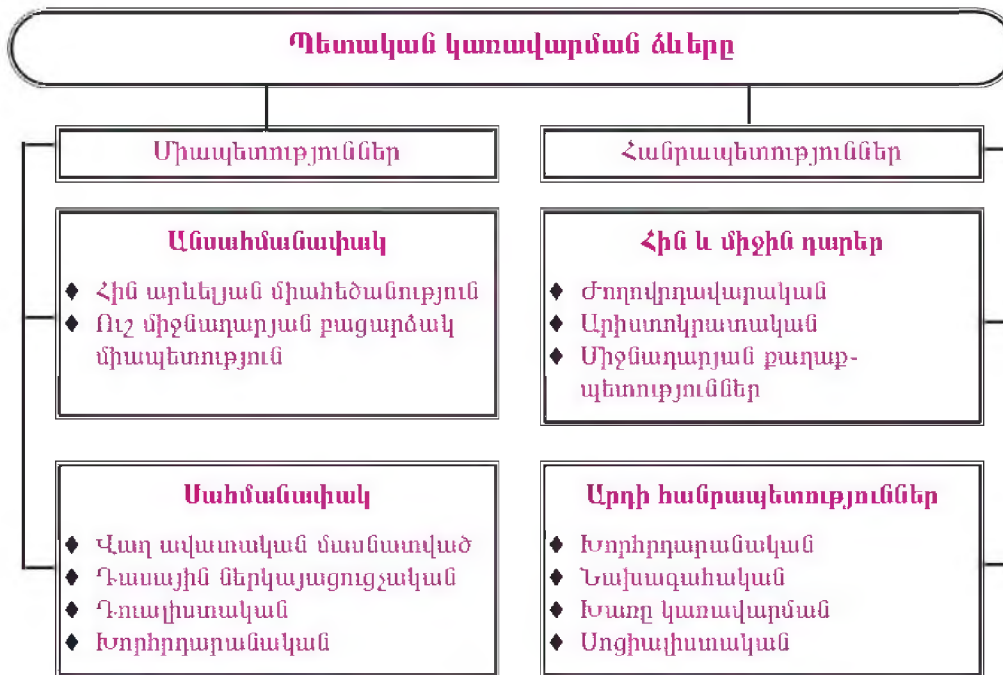 Պետական կառավարման ձևերը
Միապետություններ
Անսահմանափակ
♦ Հին արևելյան միահեծանություն
♦ Ուշ միջնադարյան բացարձակ
միապետություն
Սահմանափակ
♦ Վաղ ավատական մասնատված
♦ Դասային ներկայացուցչական
♦ Դուալիստական
♦ Խորհրդարանական
Հանրապետություններ
Հին և միջին դարեր
♦ Ժողովրդավարական
♦ Արիստոկրատական
♦ Միջնադարյան քաղաք-
պետություններ
Արդի հանրապետություններ
♦ Խորհրդարանական
♦ Նախագահական
♦ Խառը կառավարման
♦ Սոցիալիստական